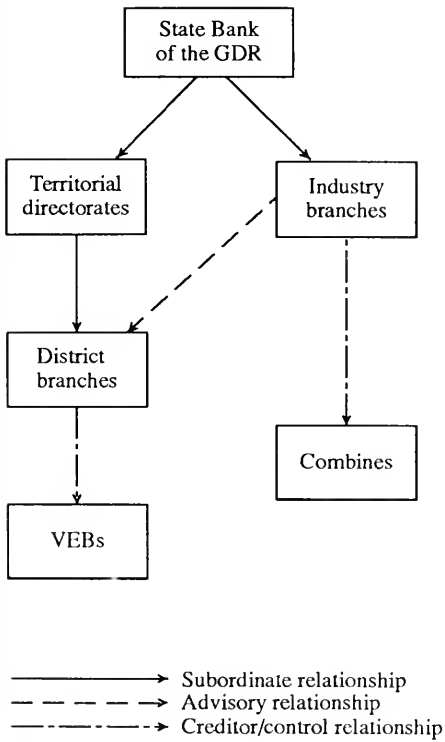 State Bank
of the GDR
Territorial
directorates
Industry
branches
District
branches
Combines
VEBs
Subordinate relationship
Advisory relationship
Creditor/control relationship